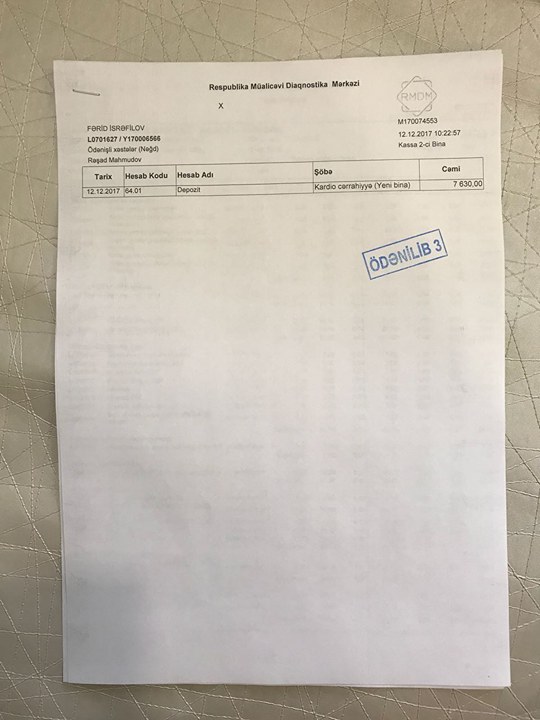 Respublika Müalicəvi Diaqnostika Mərkəzi
X
RMDM
M170074553
FƏRİD İSRƏFİLOV
12.12.2017 10:22:57
L0701627 / Y170006566
Kassa 2-ci Bina
Ödənişli xəstələr (Nəğd)
Rəşad Mahmudov
Tarix Hesab Kodu Hesab Adı Şöbə Cəmi
12.12.2017 64.01 Depozit Kardio cərrahiyyə (Yeni bina) 7 630,00
ÖDƏNİLİB 3